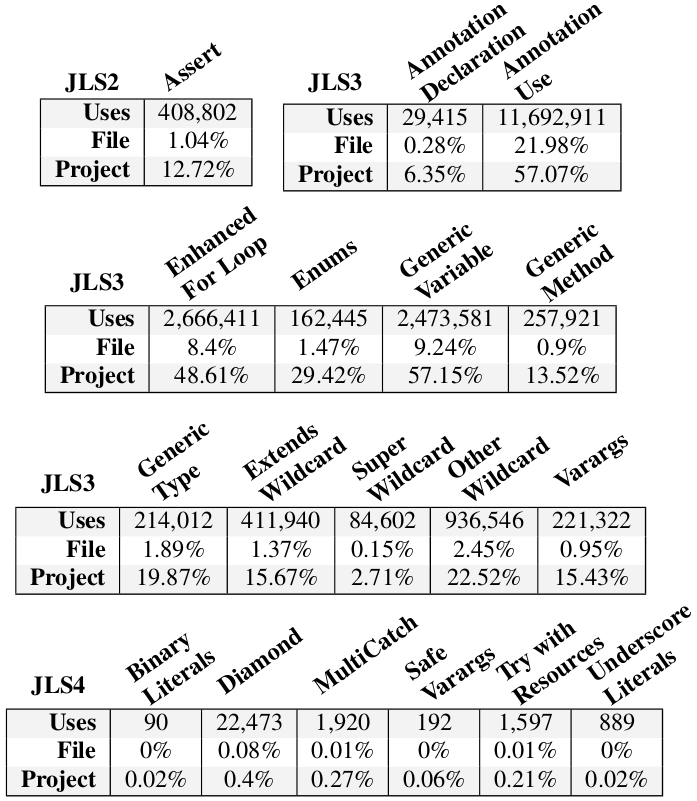 JLS2 Assert
Uses 408,802
File 1.04%
Project 12.72%
JLS3 Annotation Declaration Annotation Use
Uses 29,415 11,692,911
File 0.28% 21.98%
Project 6.35% 57.07%
JLS3 Enhanced For Loop Enums Generic Variable Generic Method
Uses 2,666,411 162,445 2,473,581 257,921
File 8.4% 1.47% 9.24% 0.9%
Project 48.61% 29.42% 57.15% 13.52%
JLS3 Generic Type Extends Wildcard Super Wildcard Other Wildcard Varargs
Uses 214,012 411,940 84,602 936,546 221,322
File 1.89% 1.37% 0.15% 2.45% 0.95%
Project 19.87% 15.67% 2.71% 22.52% 15.43%
JLS4 Binary Literals Diamond MultiCatch Safe Varargs Try with Resources Underscore Literals
Uses 90 22,473 1,920 192 1,597 889
File 0% 0.08% 0.01% 0% 0.01% 0%
Project 0.02% 0.4% 0.27% 0.06% 0.21% 0.02%